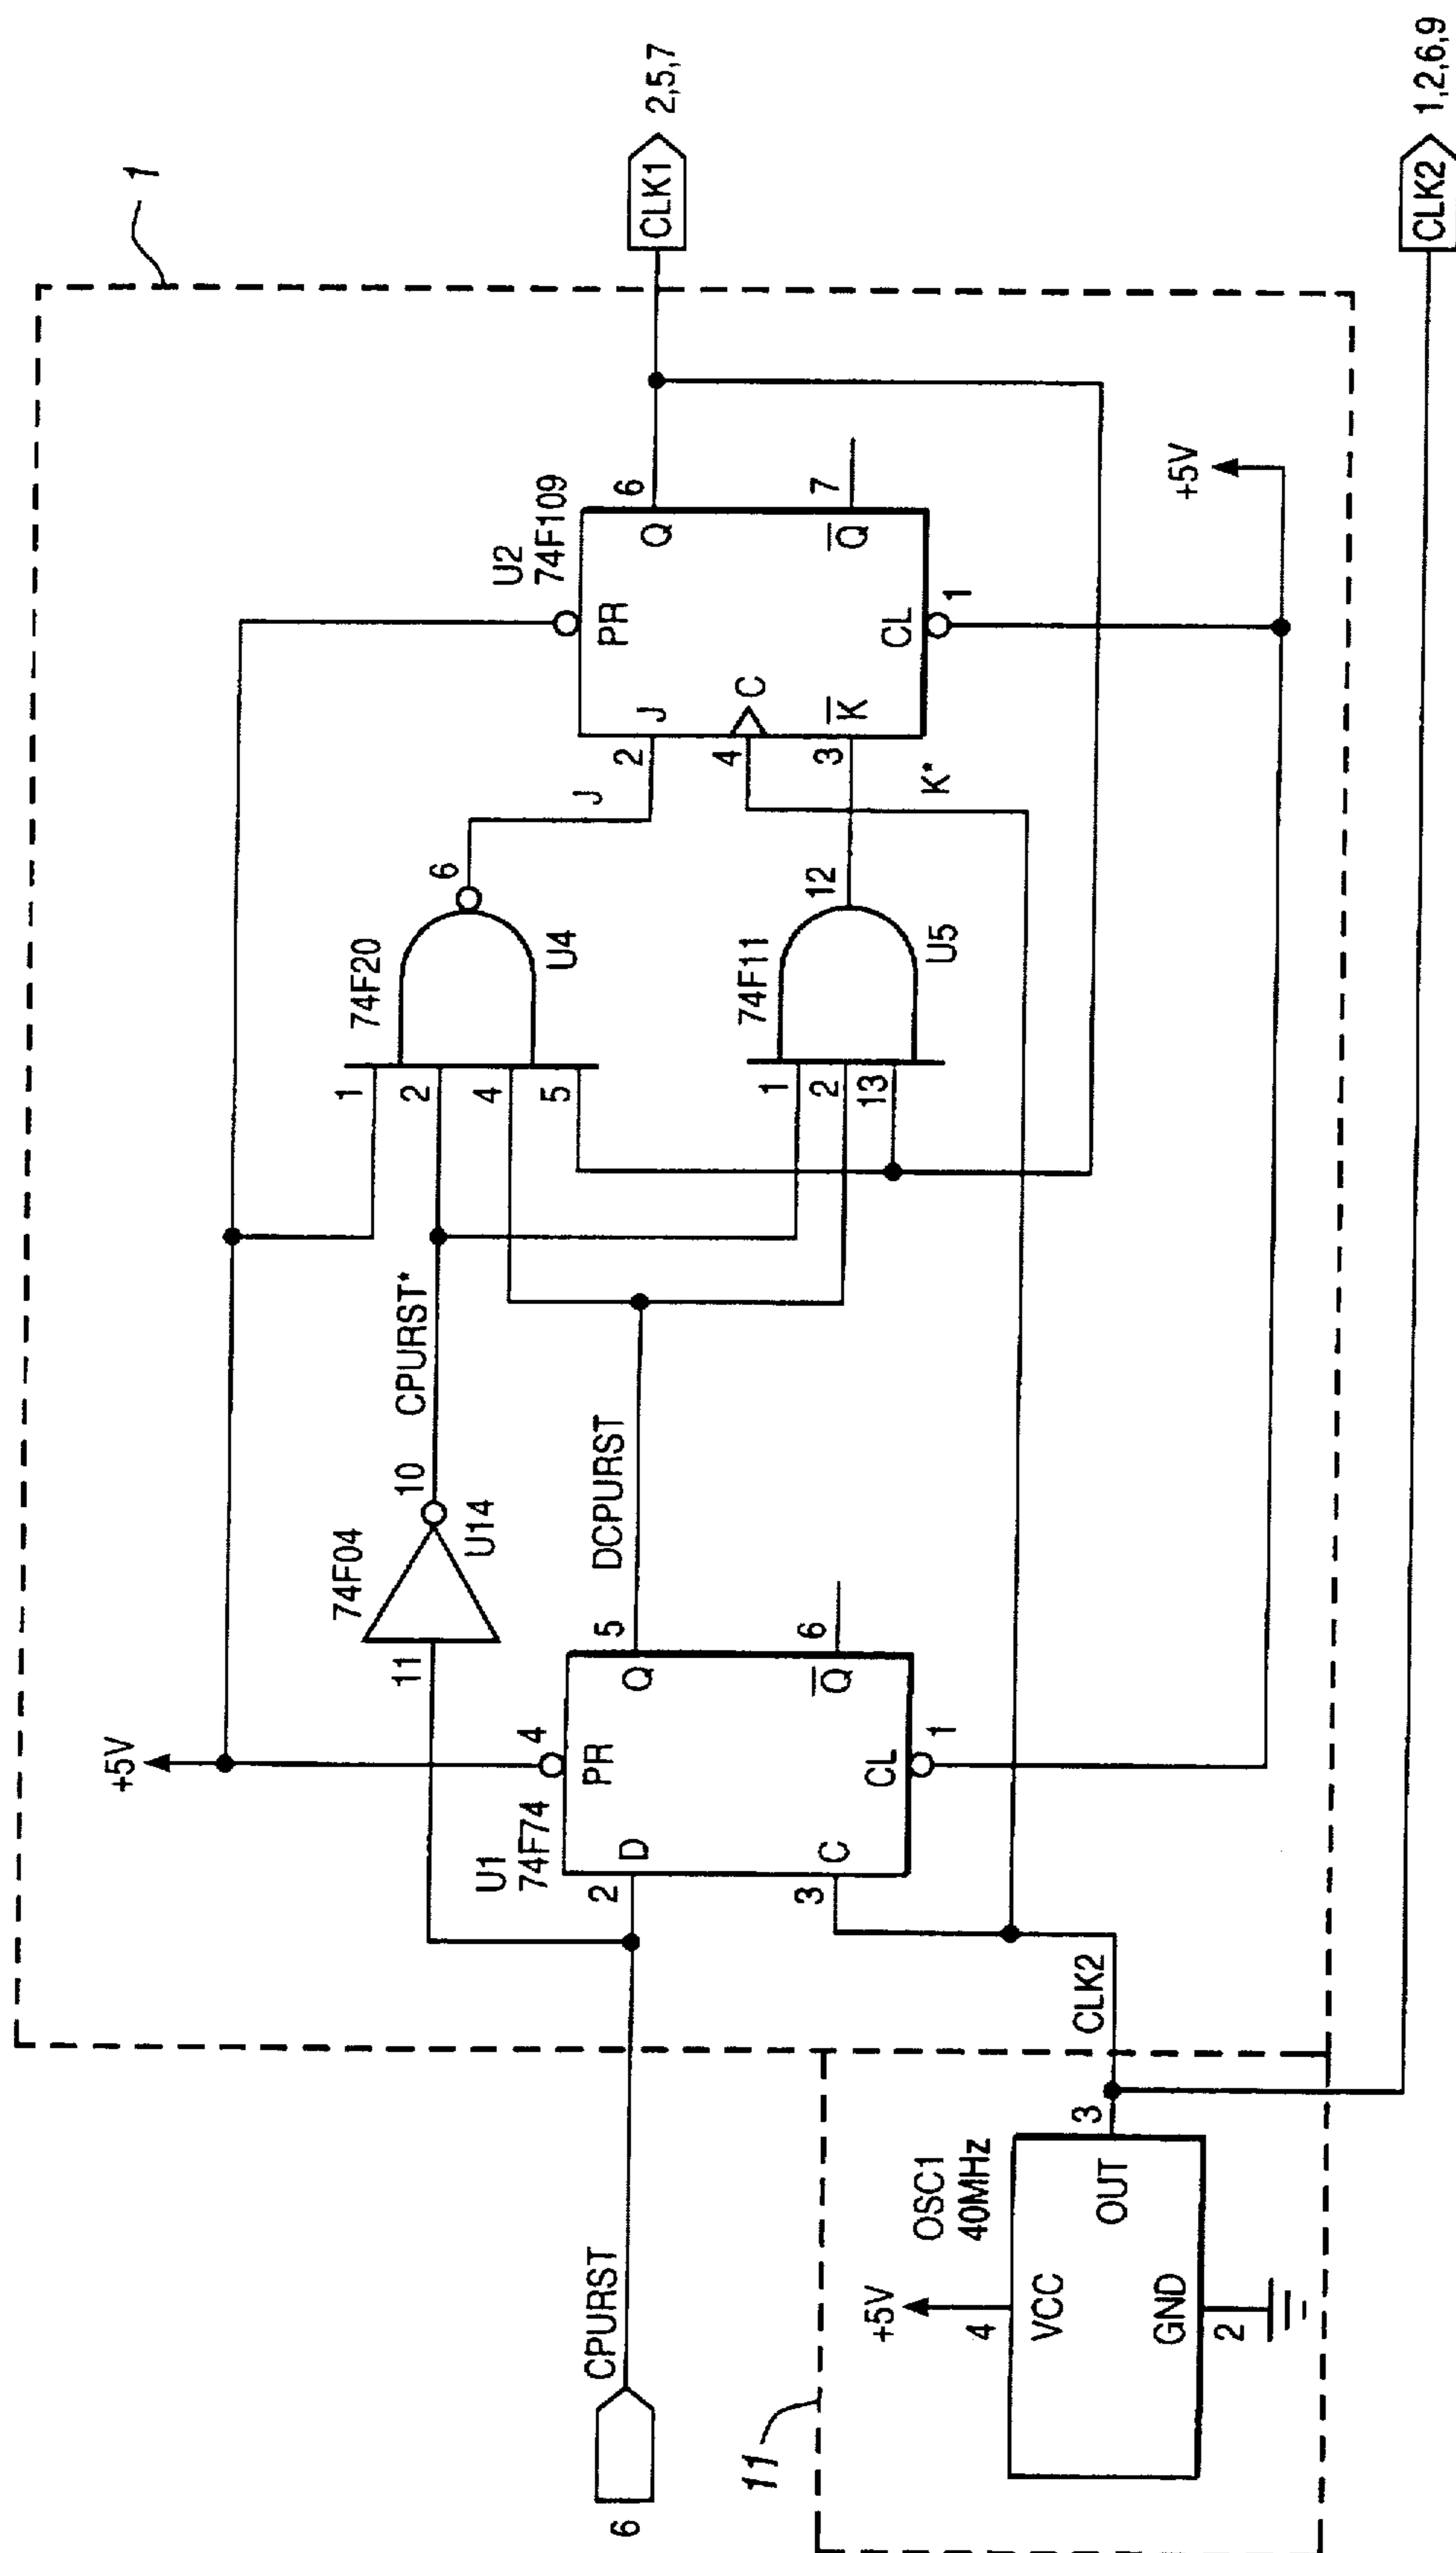 1
+5V
74F04
11
10
U14
CPURST*
74F20
1
2
4
5
6
U4
J
U2
74F109
PR
2
J
Q
6
CLK1
2,5,7
4
C
3
K̅
Q̅
7
CL
1
K*
6
CPURST
U1
74F74
4
PR
2
D
Q
5
DCPURST
3
C
Q̅
6
CL
1
74F11
1
2
13
12
U5
+5V
11
+5V
OSC1
40MHz
4
VCC
OUT
3
GND
2
CLK2
CLK2
1,2,6,9